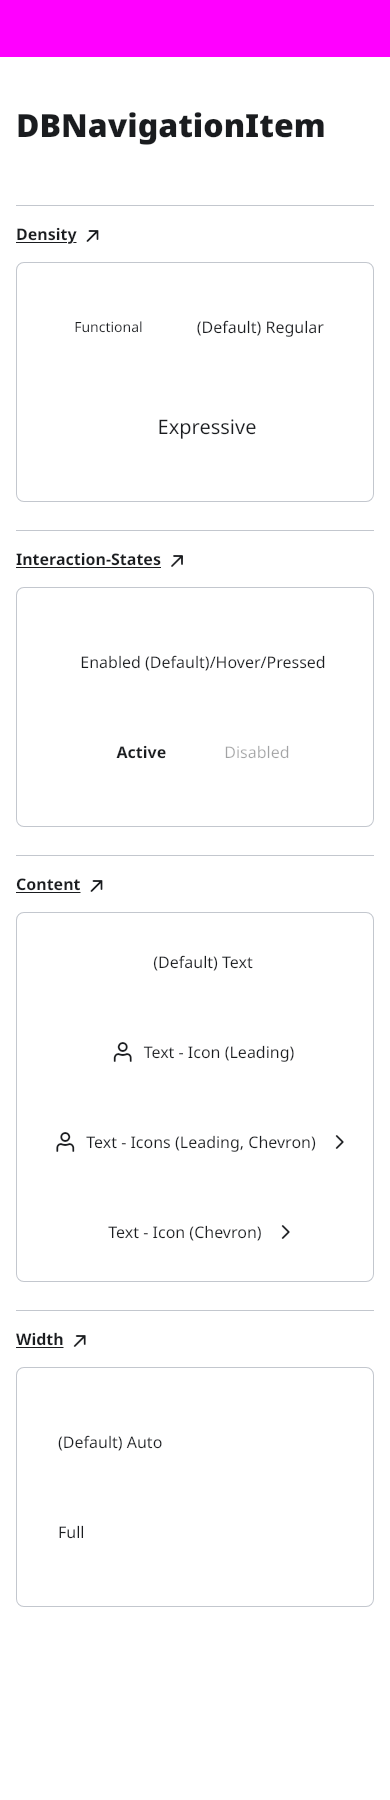 DBNavigationItem
Density
Functional
(Default) Regular
Expressive
Interaction-States
Enabled (Default)/Hover/Pressed
Active
Disabled
Content
(Default) Text
Text - Icon (Leading)
Text - Icons (Leading, Chevron)
Text - Icon (Chevron)
Width
(Default) Auto
Full